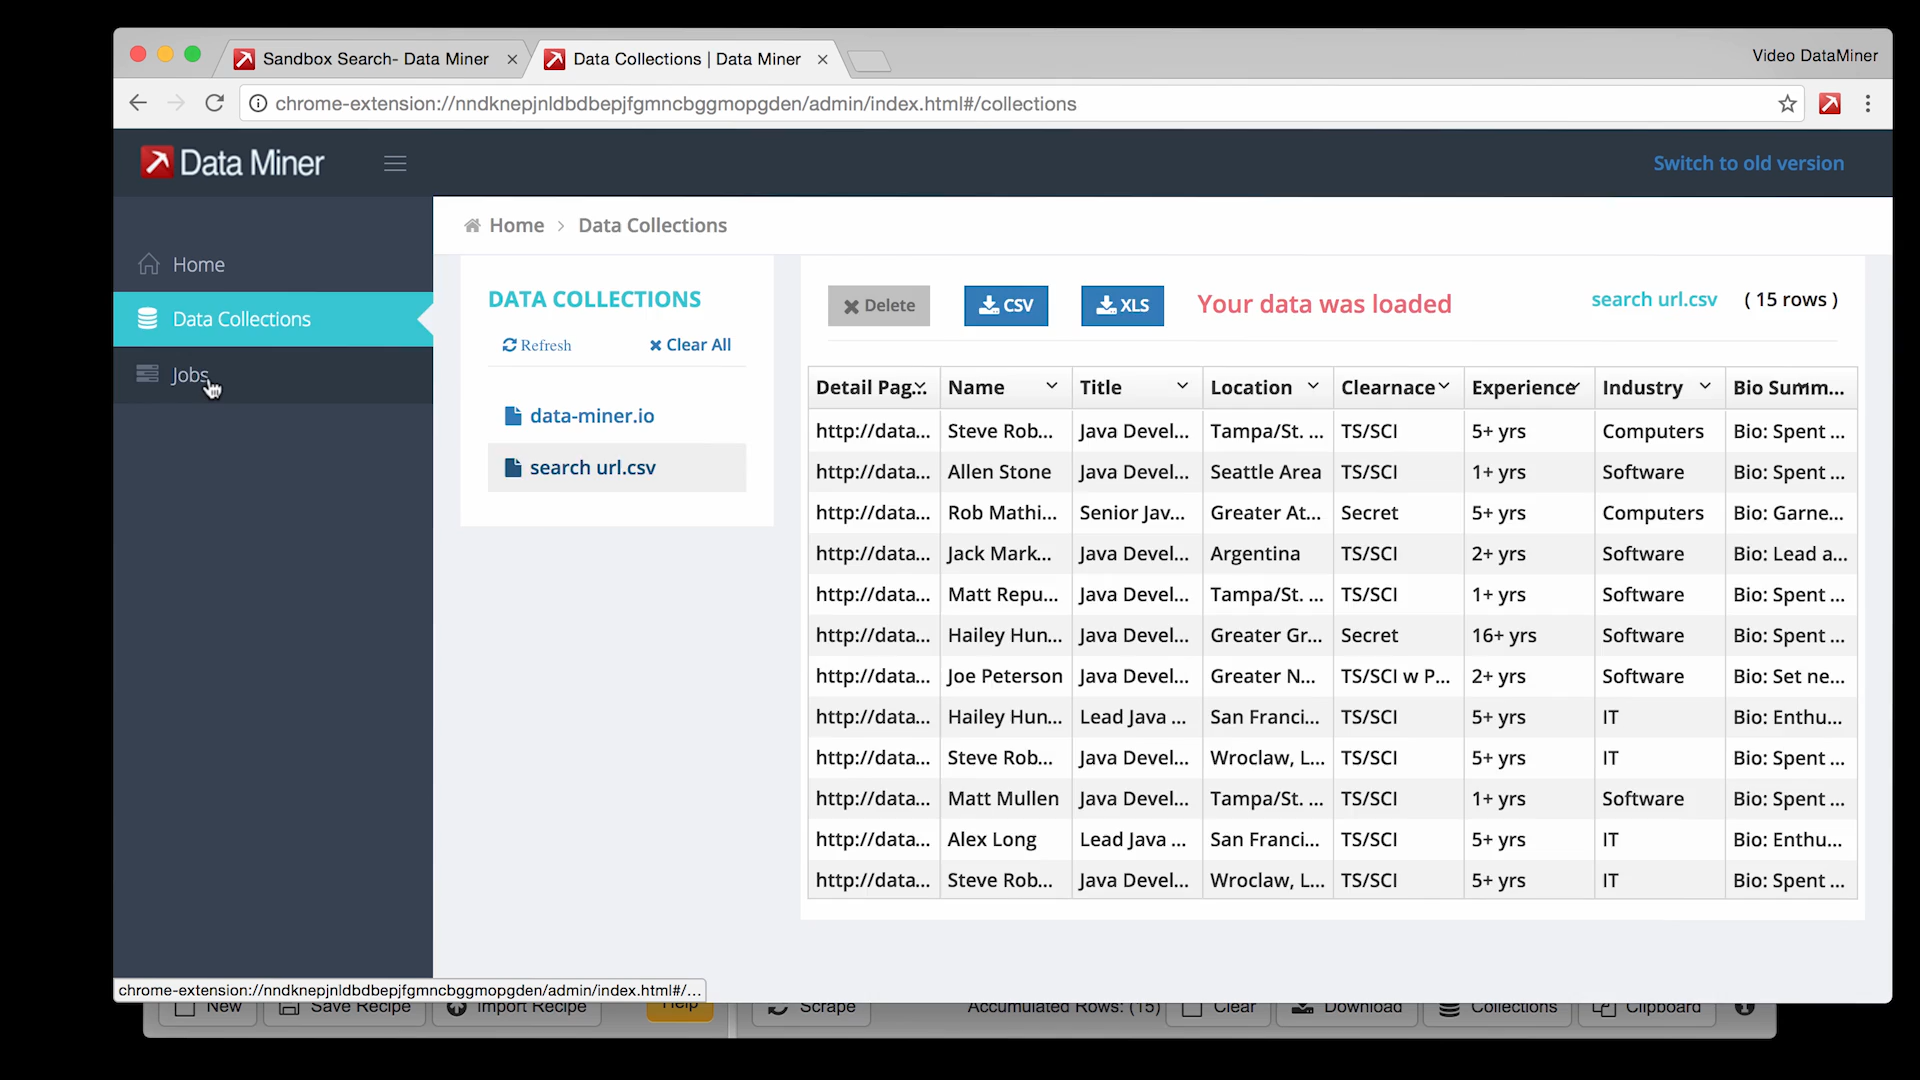 Sandbox Search- Data Miner
Data Collections | Data Miner
Video DataMiner
chrome-extension://nndknepjnldbdbepjfgmncbggmopgden/admin/index.html#/collections
Data Miner
Switch to old version
Home
Data Collections
Jobs
Home > Data Collections
DATA COLLECTIONS
Refresh
Clear All
data-miner.io
search url.csv
Delete
CSV
XLS
Your data was loaded
search url.csv
( 15 rows )
Detail Pag... Name Title Location Clearnace Experience Industry Bio Summ...
http://data... Steve Rob... Java Devel... Tampa/St. ... TS/SCI 5+ yrs Computers Bio: Spent ...
http://data... Allen Stone Java Devel... Seattle Area TS/SCI 1+ yrs Software Bio: Spent ...
http://data... Rob Mathi... Senior Jav... Greater At... Secret 5+ yrs Computers Bio: Garne...
http://data... Jack Mark... Java Devel... Argentina TS/SCI 2+ yrs Software Bio: Lead a...
http://data... Matt Repu... Java Devel... Tampa/St. ... TS/SCI 1+ yrs Software Bio: Spent ...
http://data... Hailey Hun... Java Devel... Greater Gr... Secret 16+ yrs Software Bio: Spent ...
http://data... Joe Peterson Java Devel... Greater N... TS/SCI w P... 2+ yrs Software Bio: Set ne...
http://data... Hailey Hun... Lead Java ... San Franci... TS/SCI 5+ yrs IT Bio: Enthu...
http://data... Steve Rob... Java Devel... Wroclaw, L... TS/SCI 5+ yrs IT Bio: Spent ...
http://data... Matt Mullen Java Devel... Tampa/St. ... TS/SCI 1+ yrs Software Bio: Spent ...
http://data... Alex Long Lead Java ... San Franci... TS/SCI 5+ yrs IT Bio: Enthu...
http://data... Steve Rob... Java Devel... Wroclaw, L... TS/SCI 5+ yrs IT Bio: Spent ...
chrome-extension://nndknepjnldbdbepjfgmncbggmopgden/admin/index.html#/...
New
Save Recipe
Import Recipe
Help
Scrape
Accumulated Rows: (15)
Clear
Download
Collections
Clipboard